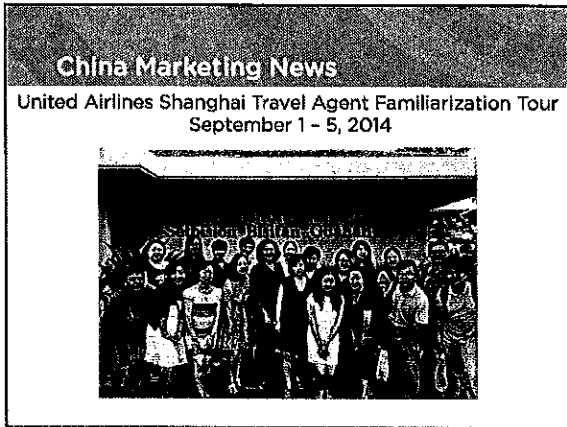 China Marketing News
United Airlines Shanghai Travel Agent Familiarization Tour
September 1 - 5, 2014